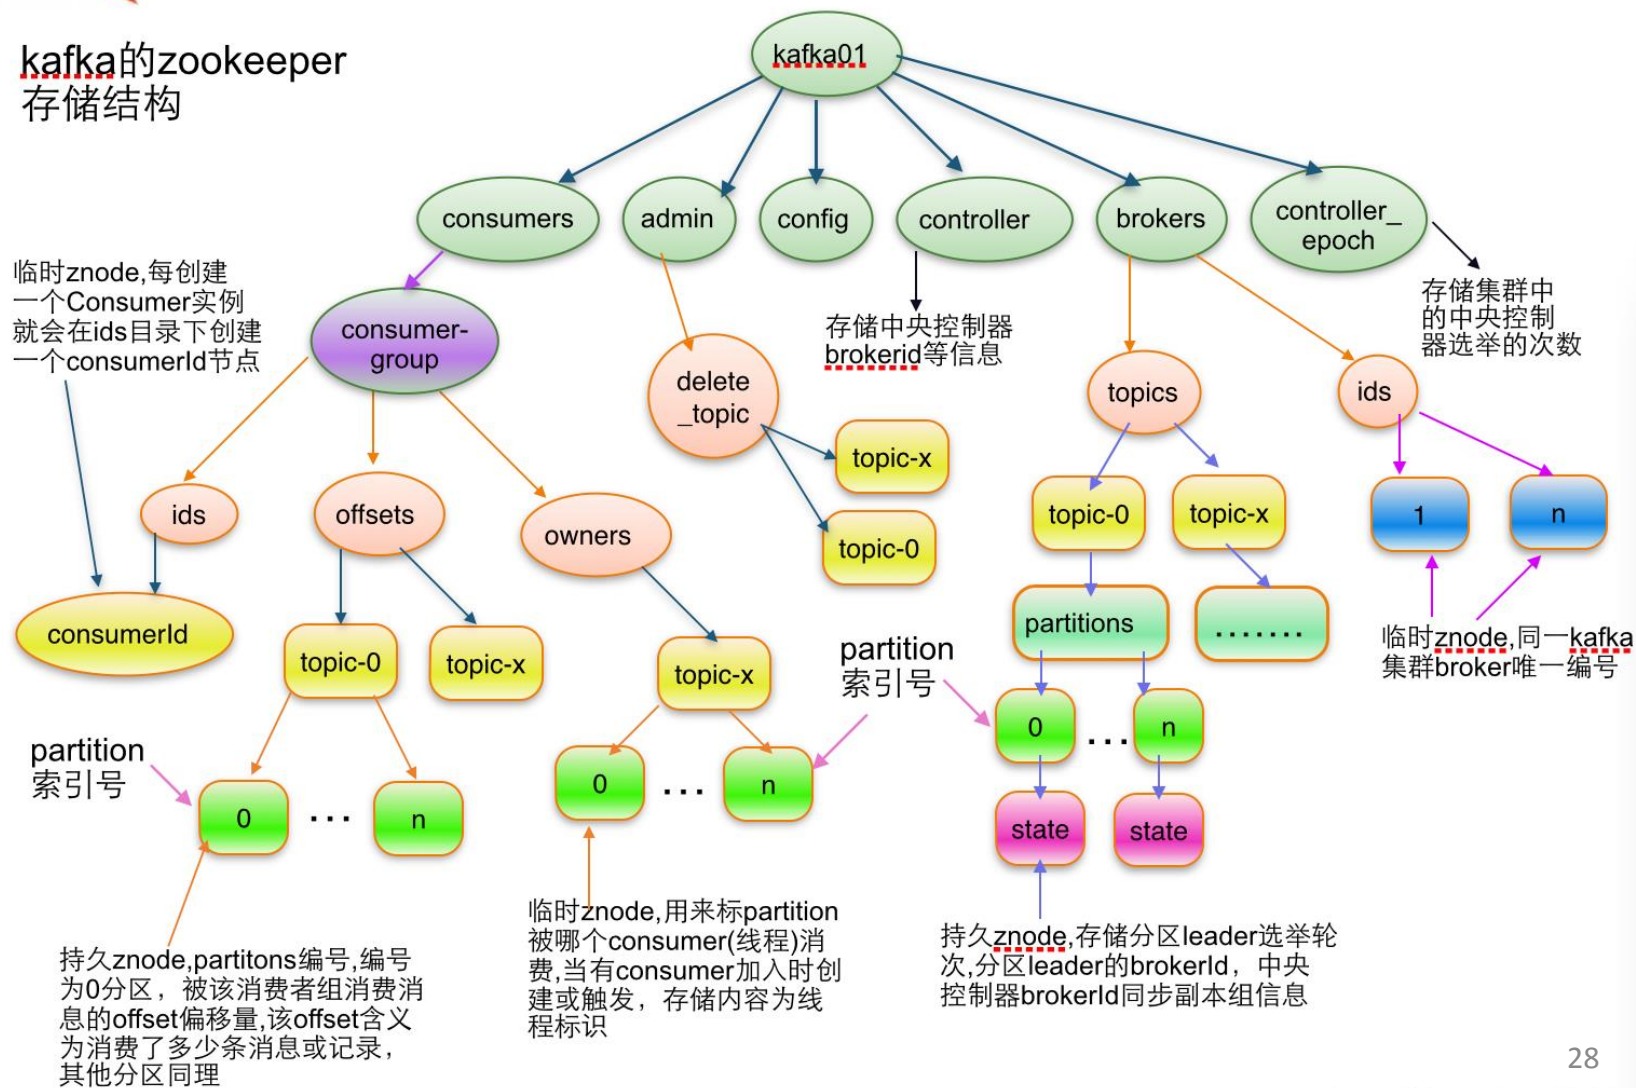 kafka的zookeeper
存储结构
kafka01
consumers
admin
config
controller
brokers
controller_
epoch
临时znode,每创建
一个Consumer实例
就会在ids目录下创建
一个consumerId节点
consumer-
group
存储中央控制器
brokerid等信息
存储集群中
的中央控制
器选举的次数
delete
_topic
topics
ids
topic-x
topic-0
topic-0
topic-x
1
n
ids
offsets
owners
consumerId
topic-0
topic-x
topic-x
partitions
.......
临时znode,同一kafka
集群broker唯一编号
partition
索引号
0
...
n
partition
索引号
0
...
n
0
...
n
state
state
持久znode,partitons编号,编号
为0分区，被该消费者组消费消
息的offset偏移量,该offset含义
为消费了多少条消息或记录，
其他分区同理
临时znode,用来标partition
被哪个consumer(线程)消
费,当有consumer加入时创
建或触发，存储内容为线
程标识
持久znode,存储分区leader选举轮
次,分区leader的brokerId，中央
控制器brokerId同步副本组信息
28